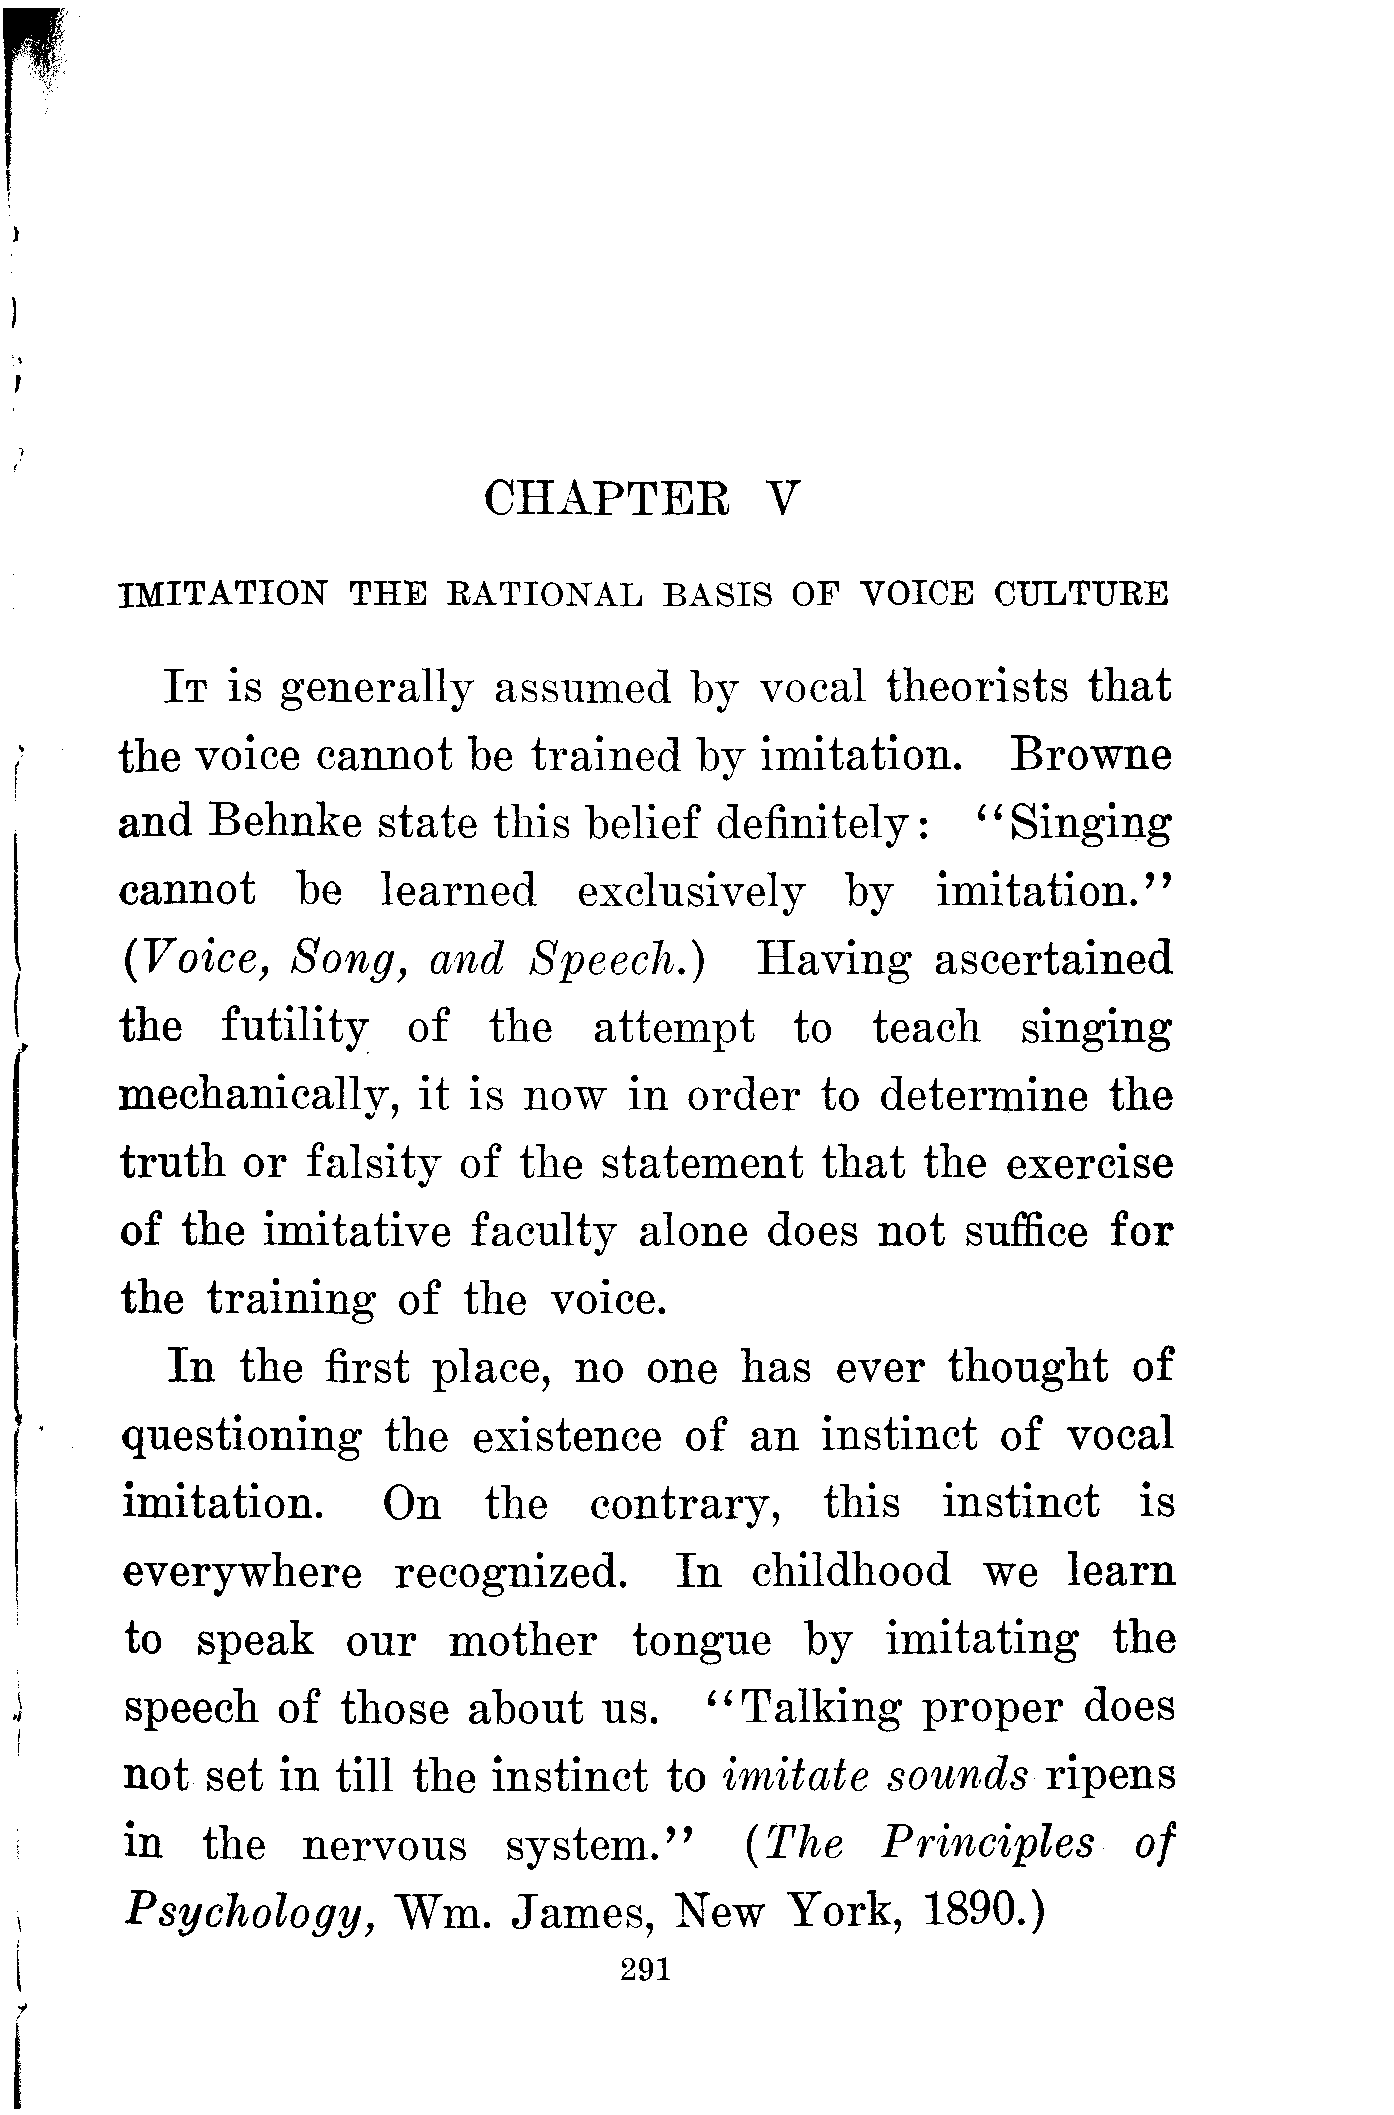 CHAPTER V
IMITATION THE RATIONAL BASIS OF VOICE CULTURE
IT is generally assumed by vocal theorists that
the voice cannot be trained by imitation. Browne
and Behnke state this belief definitely: "Singing
cannot be learned exclusively by imitation."
(Voice, Song, and Speech.) Having ascertained
the futility of the attempt to teach singing
mechanically, it is now in order to determine the
truth or falsity of the statement that the exercise
of the imitative faculty alone does not suffice for
the training of the voice.
In the first place, no one has ever thought of
questioning the existence of an instinct of vocal
imitation. On the contrary, this instinct is
everywhere recognized. In childhood we learn
to speak our mother tongue by imitating the
speech of those about us. "Talking proper does
not set in till the instinct to imitate sounds ripens
in the nervous system." (The Principles of
Psychology, Wm. James, New York, 1890.)
291